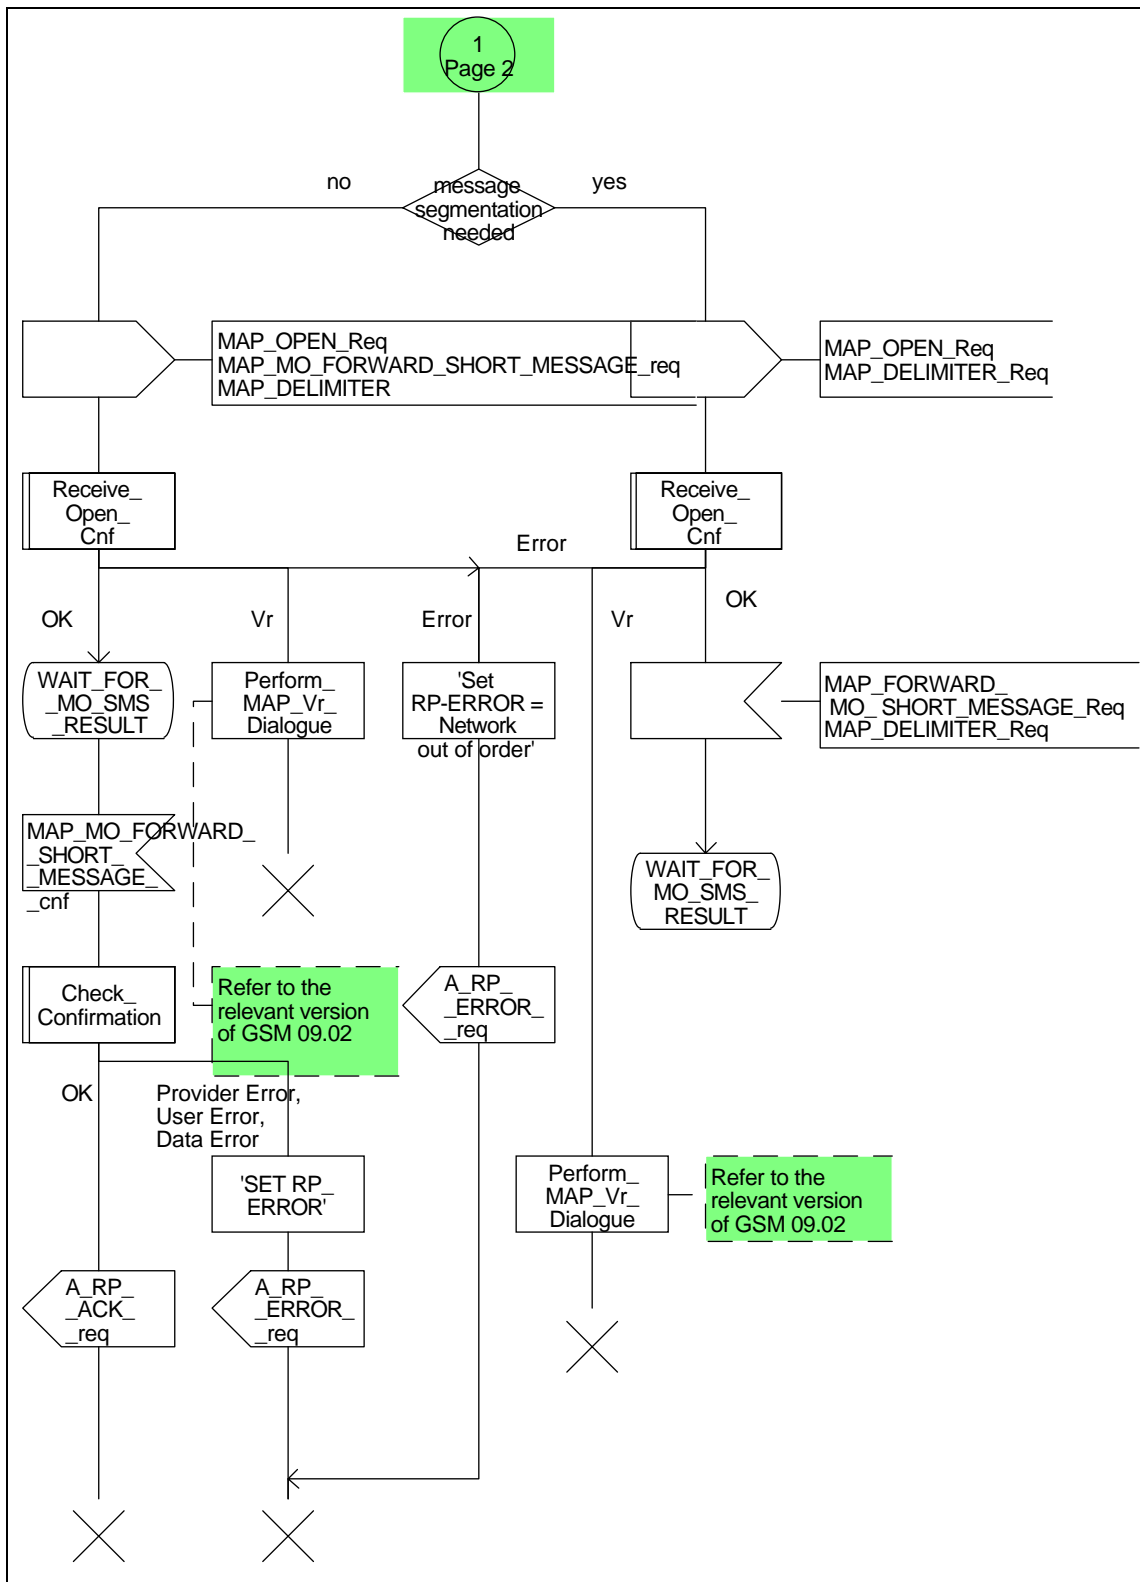 1
Page 2
no
message
segmentation
needed
yes
MAP_OPEN_Req
MAP_MO_FORWARD_SHORT_MESSAGE_req
MAP_DELIMITER
MAP_OPEN_Req
MAP_DELIMITER_Req
Receive_
Open_
Cnf
Receive_
Open_
Cnf
Error
OK
Vr
Error
Vr
OK
WAIT_FOR_
_MO_SMS
_RESULT
Perform_
MAP_Vr_
Dialogue
'Set
RP-ERROR =
Network
out of order'
MAP_FORWARD_
MO_SHORT_MESSAGE_Req
MAP_DELIMITER_Req
MAP_MO_FORWARD_
_SHORT_
_MESSAGE_
_cnf
WAIT_FOR_
MO_SMS_
RESULT
Check_
Confirmation
Refer to the
relevant version
of GSM 09.02
A_RP_
_ERROR_
_req
OK
Provider Error,
User Error,
Data Error
'SET RP_
ERROR'
Perform_
MAP_Vr_
Dialogue
Refer to the
relevant version
of GSM 09.02
A_RP_
_ACK_
_req
A_RP_
_ERROR_
_req